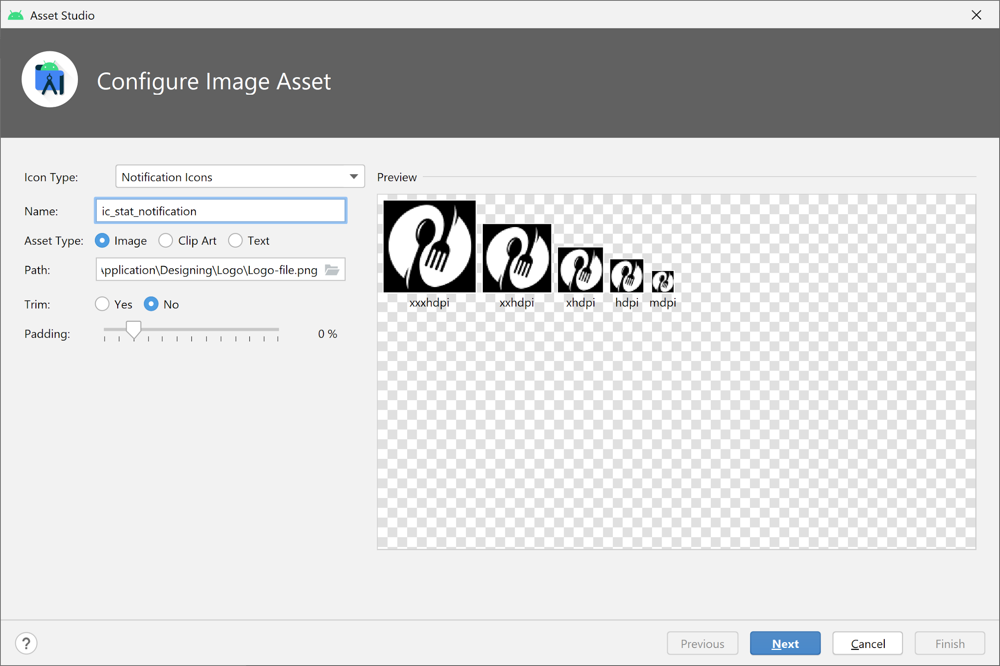 Asset Studio
Configure Image Asset
Icon Type:
Notification Icons
Name:
ic_stat_notification
Asset Type:
Image
Clip Art
Text
Path:
\pplication\Designing\Logo\Logo-file.png
Trim:
Yes
No
Padding:
0 %
Preview
xxxhdpi
xxhdpi
xhdpi
hdpi
mdpi
?
Previous
Next
Cancel
Finish